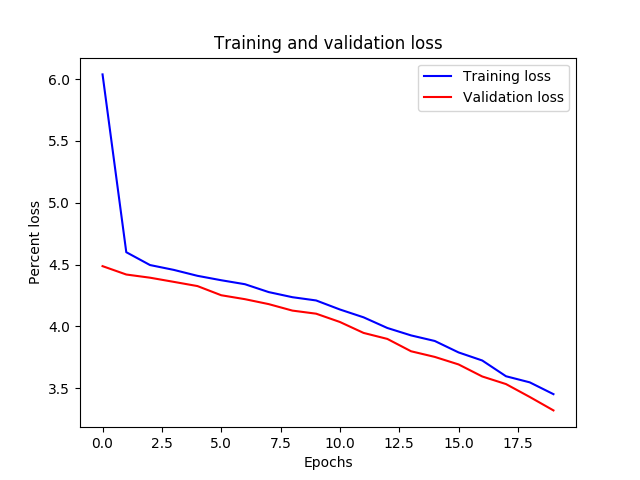 Training and validation loss
Training loss
Validation loss
6.0
5.5
5.0
4.5
4.0
3.5
Percent loss
0.0 2.5 5.0 7.5 10.0 12.5 15.0 17.5
Epochs